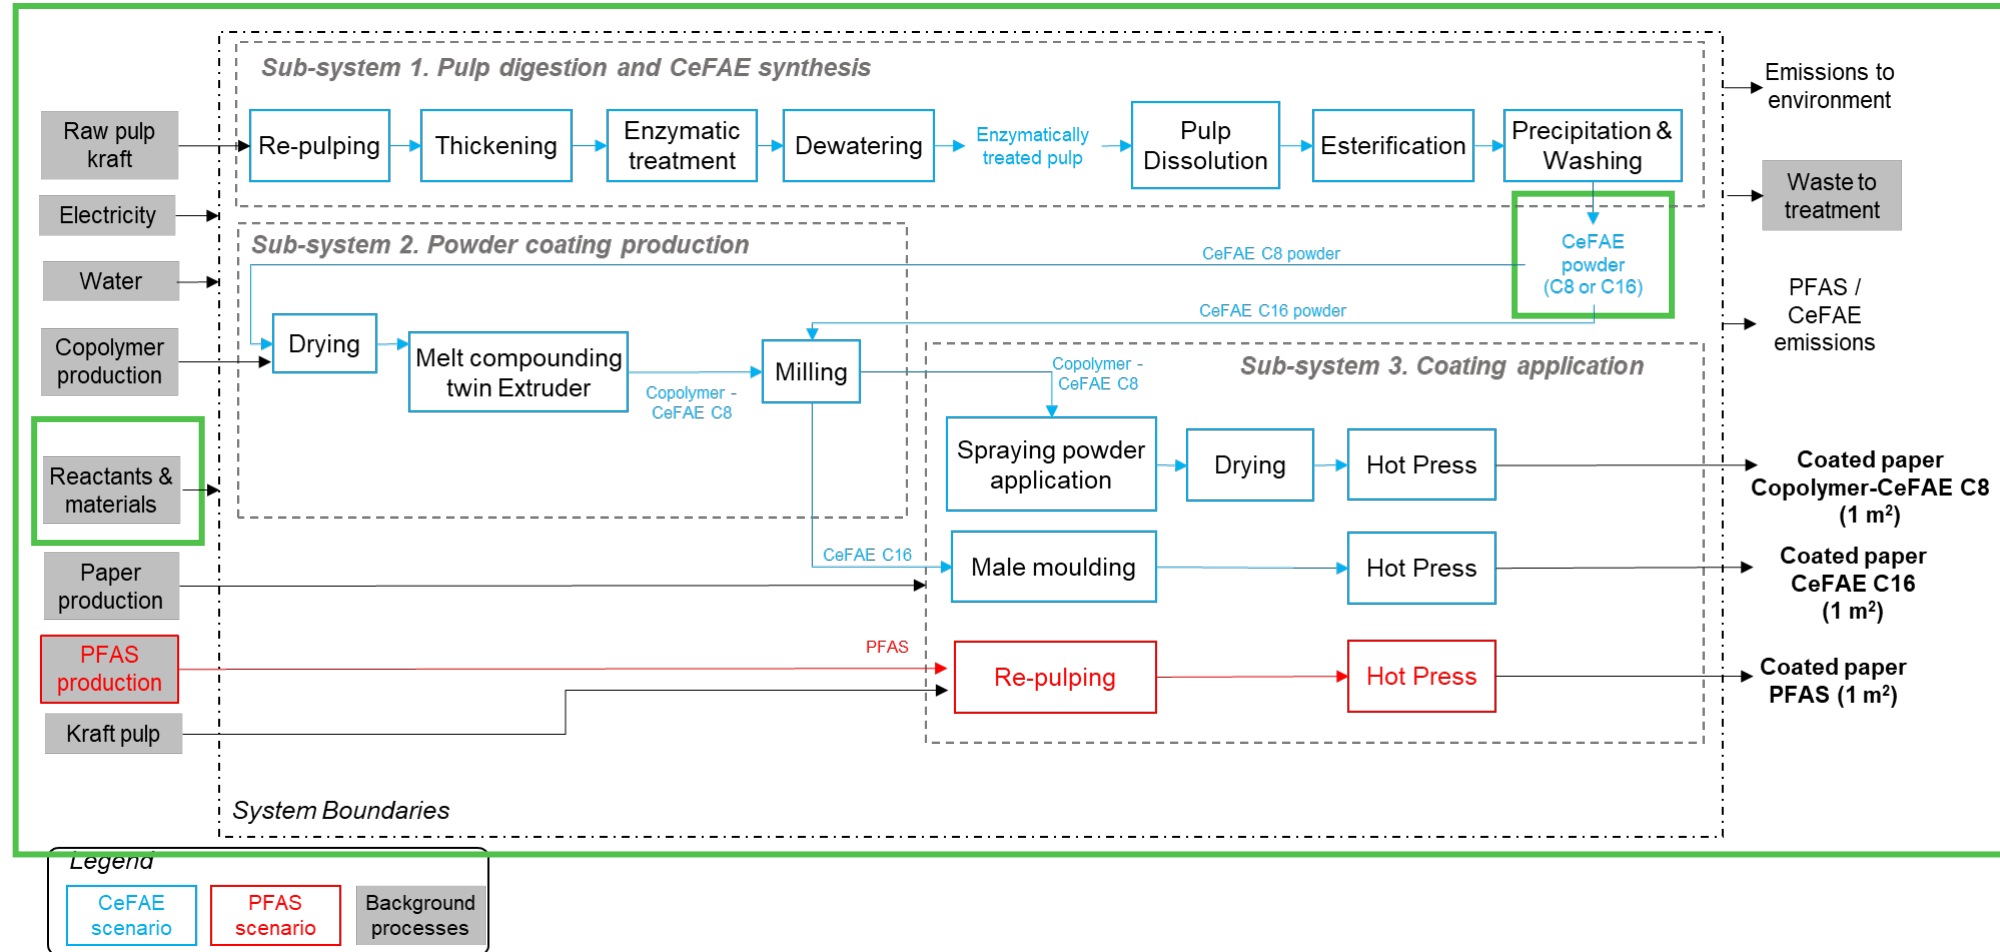 Sub-system 1. Pulp digestion and CeFAE synthesis
Emissions to
environment
Raw pulp
kraft
Re-pulping
Thickening
Enzymatic
treatment
Dewatering
Enzymatically
treated pulp
Pulp
Dissolution
Esterification
Precipitation &
Washing
Waste to
treatment
Electricity
Sub-system 2. Powder coating production
CeFAE C8 powder
CeFAE
powder
(C8 or C16)
Water
CeFAE C16 powder
PFAS /
CeFAE
emissions
Copolymer
production
Drying
Melt compounding
twin Extruder
Copolymer -
CeFAE C8
Milling
Copolymer -
CeFAE C8
Sub-system 3. Coating application
Reactants &
materials
Spraying powder
application
Drying
Hot Press
Coated paper
Copolymer-CeFAE C8
(1 m²)
CeFAE C16
Paper
production
Male moulding
Hot Press
Coated paper
CeFAE C16
(1 m²)
PFAS
production
PFAS
Re-pulping
Hot Press
Coated paper
PFAS (1 m²)
Kraft pulp
System Boundaries
Legend
CeFAE
scenario
PFAS
scenario
Background
processes